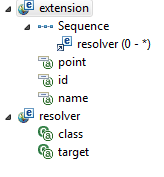 extension
Sequence
resolver (0 - *)
point
id
name
resolver
class
target